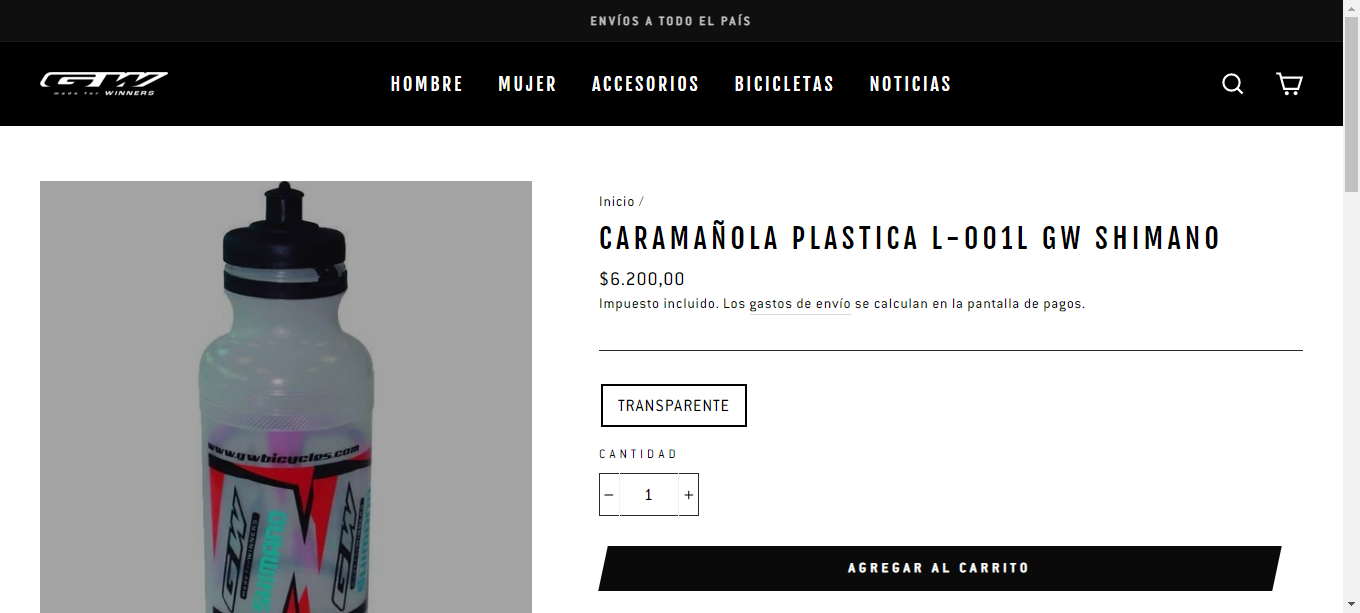 ENVÍOS A TODO EL PAÍS
GW
made for WINNERS
HOMBRE MUJER ACCESORIOS BICICLETAS NOTICIAS
Inicio /
CARAMAÑOLA PLASTICA L-001L GW SHIMANO
$6.200,00
Impuesto incluido. Los gastos de envío se calculan en la pantalla de pagos.
TRANSPARENTE
CANTIDAD
− 1 +
AGREGAR AL CARRITO
www.gwbicycles.com
GW
SHIMANO
GW